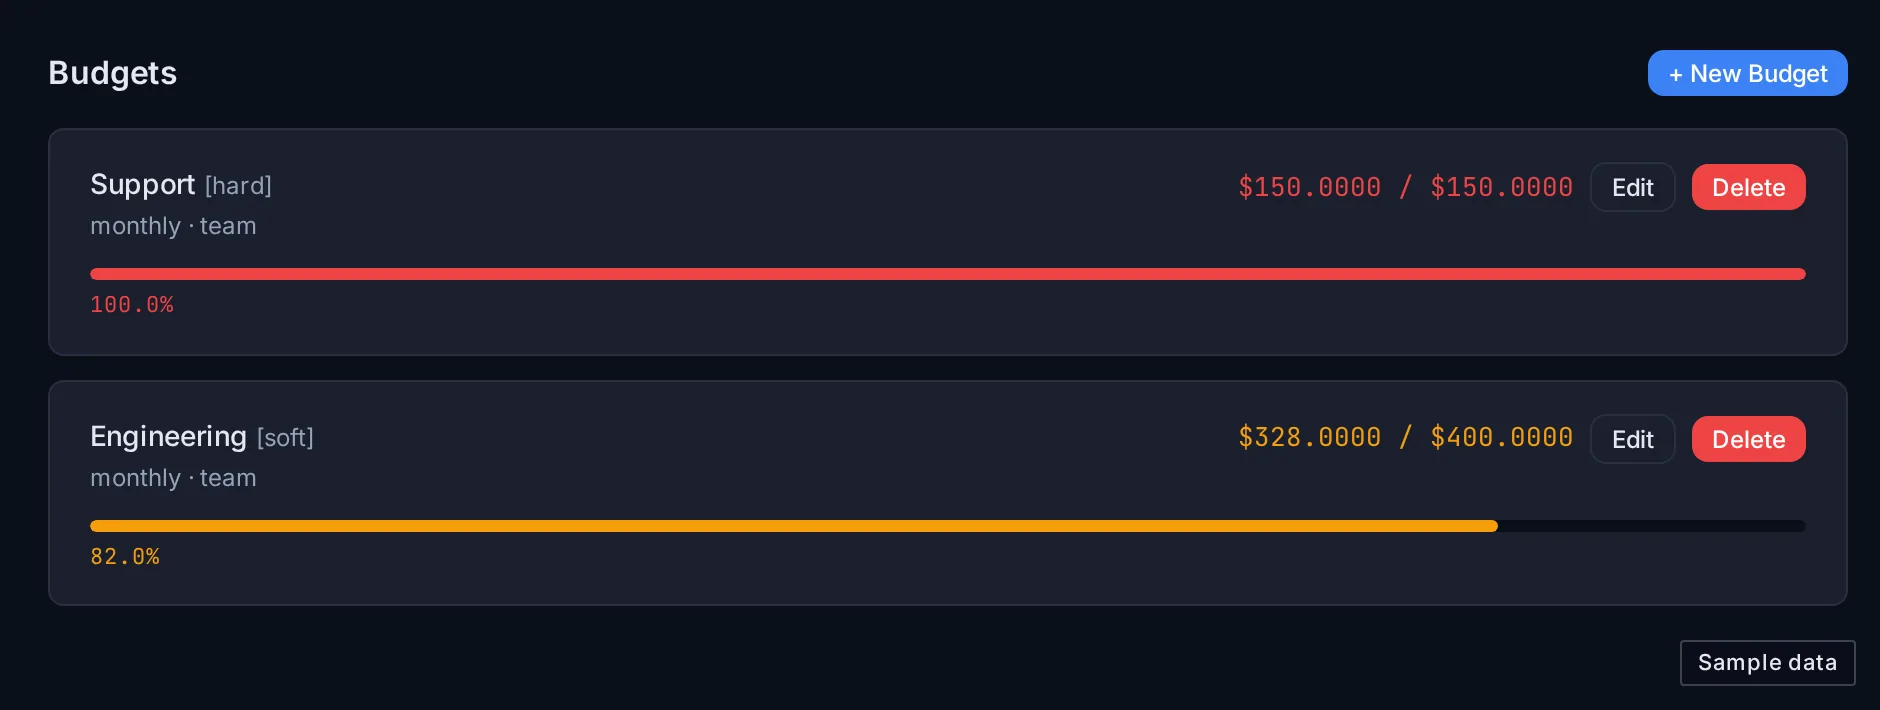 Budgets
+ New Budget
Support [hard]
$150.0000 / $150.0000
Edit
Delete
monthly · team
100.0%
Engineering [soft]
$328.0000 / $400.0000
Edit
Delete
monthly · team
82.0%
Sample data